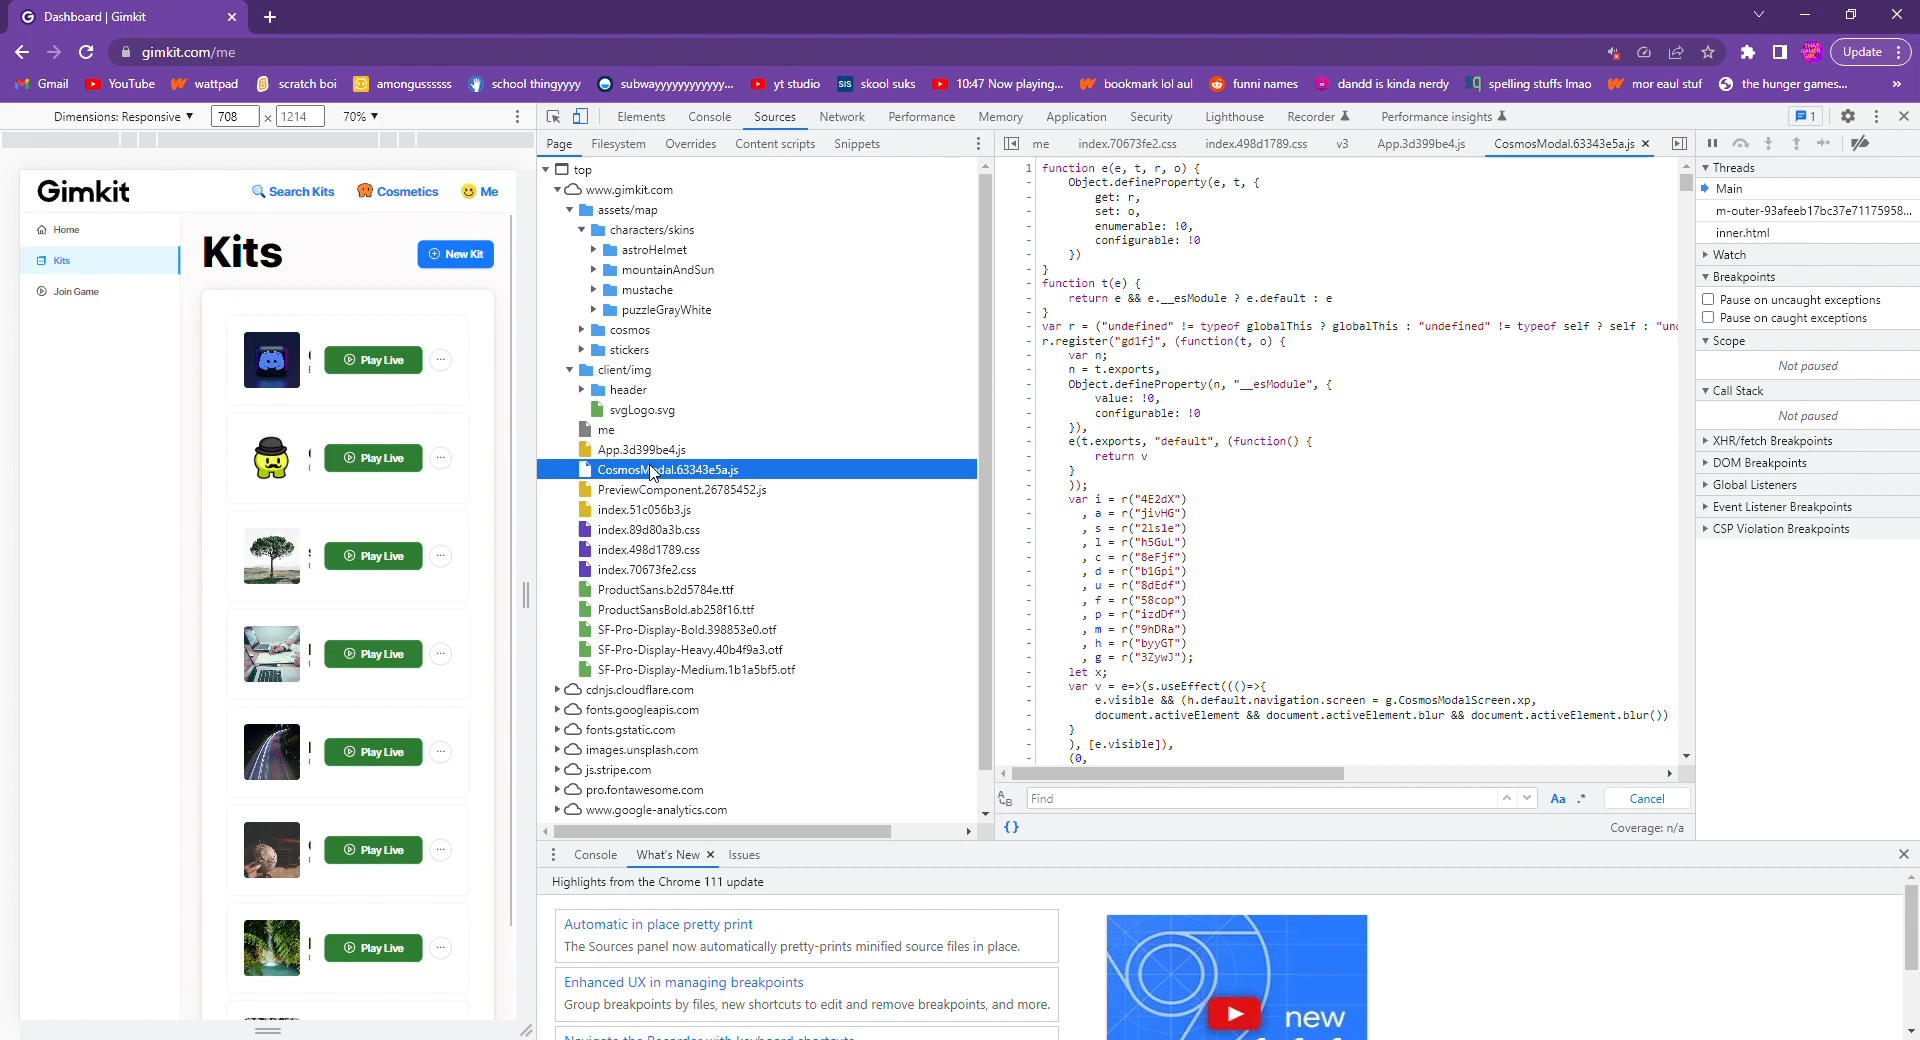 Dashboard | Gimkit
gimkit.com/me
Update
Gmail YouTube wattpad scratch boi amongussssss school thingyyyy subwayyyyyyyyyyy... yt studio SIS skool suks 10:47 Now playing... bookmark lol aul funni names dandd is kinda nerdy spelling stuffs lmao mor eaul stuf the hunger games... »
Dimensions: Responsive ▼ 708 × 1214 70% ▼
Elements Console Sources Network Performance Memory Application Security Lighthouse Recorder Performance insights 1
Page Filesystem Overrides Content scripts Snippets
me index.70673fe2.css index.498d1789.css v3 App.3d399be4.js CosmosModal.63343e5a.js ×
Gimkit
Search Kits Cosmetics Me
Home
Kits
Join Game
Kits
New Kit
Play Live
Play Live
Play Live
Play Live
Play Live
Play Live
Play Live
top
www.gimkit.com
assets/map
characters/skins
astroHelmet
mountainAndSun
mustache
puzzleGrayWhite
cosmos
stickers
client/img
header
svgLogo.svg
me
App.3d399be4.js
CosmosModal.63343e5a.js
PreviewComponent.26785452.js
index.51c056b3.js
index.89d80a3b.css
index.498d1789.css
index.70673fe2.css
ProductSans.b2d5784e.ttf
ProductSansBold.ab258f16.ttf
SF-Pro-Display-Bold.398853e0.otf
SF-Pro-Display-Heavy.40b4f9a3.otf
SF-Pro-Display-Medium.1b1a5bf5.otf
cdnjs.cloudflare.com
fonts.googleapis.com
fonts.gstatic.com
images.unsplash.com
js.stripe.com
pro.fontawesome.com
www.google-analytics.com
1 function e(e, t, r, o) {
- Object.defineProperty(e, t, {
- get: r,
- set: o,
- enumerable: !0,
- configurable: !0
- })
- }
- function t(e) {
- return e && e.__esModule ? e.default : e
- }
- var r = ("undefined" != typeof globalThis ? globalThis : "undefined" != typeof self ? self : "un
- r.register("gd1fj", (function(t, o) {
- var n;
- n = t.exports,
- Object.defineProperty(n, "__esModule", {
- value: !0,
- configurable: !0
- }),
- e(t.exports, "default", (function() {
- return v
- }
- ));
- var i = r("4E2dX")
- , a = r("jivHG")
- , s = r("2ls1e")
- , l = r("h5GuL")
- , c = r("8eFjf")
- , d = r("b1Gpi")
- , u = r("8dEdf")
- , f = r("58cop")
- , p = r("izdDf")
- , m = r("9hDRa")
- , h = r("byyGT")
- , g = r("3ZywJ");
- let x;
- var v = e=>(s.useEffect((()=>{
- e.visible && (h.default.navigation.screen = g.CosmosModalScreen.xp,
- document.activeElement && document.activeElement.blur && document.activeElement.blur())
- }
- ), [e.visible]),
- (0,
Find Aa .* Cancel
{} Coverage: n/a
Threads
Main
m-outer-93afeeb17bc37e71175958...
inner.html
Watch
Breakpoints
Pause on uncaught exceptions
Pause on caught exceptions
Scope
Not paused
Call Stack
Not paused
XHR/fetch Breakpoints
DOM Breakpoints
Global Listeners
Event Listener Breakpoints
CSP Violation Breakpoints
Console What's New × Issues
Highlights from the Chrome 111 update
Automatic in place pretty print
The Sources panel now automatically pretty-prints minified source files in place.
Enhanced UX in managing breakpoints
Group breakpoints by files, new shortcuts to edit and remove breakpoints, and more.
new